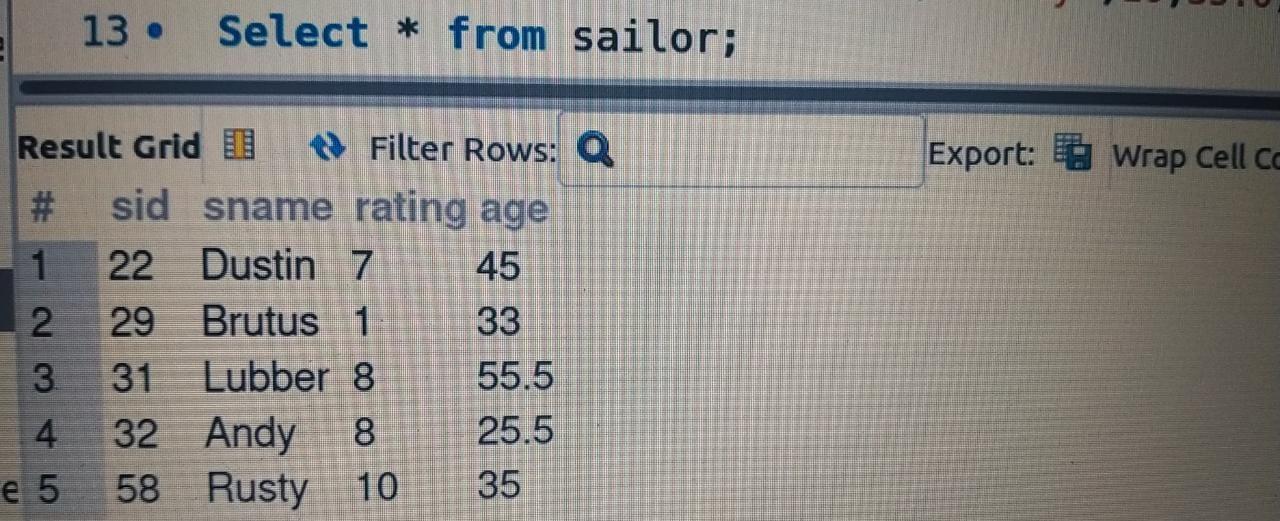 13 Select * from sailor;
Result Grid Filter Rows: Export: Wrap Cell Co
# sid sname rating age
1 22 Dustin 7 45
2 29 Brutus 1 33
3 31 Lubber 8 55.5
4 32 Andy 8 25.5
e 5 58 Rusty 10 35